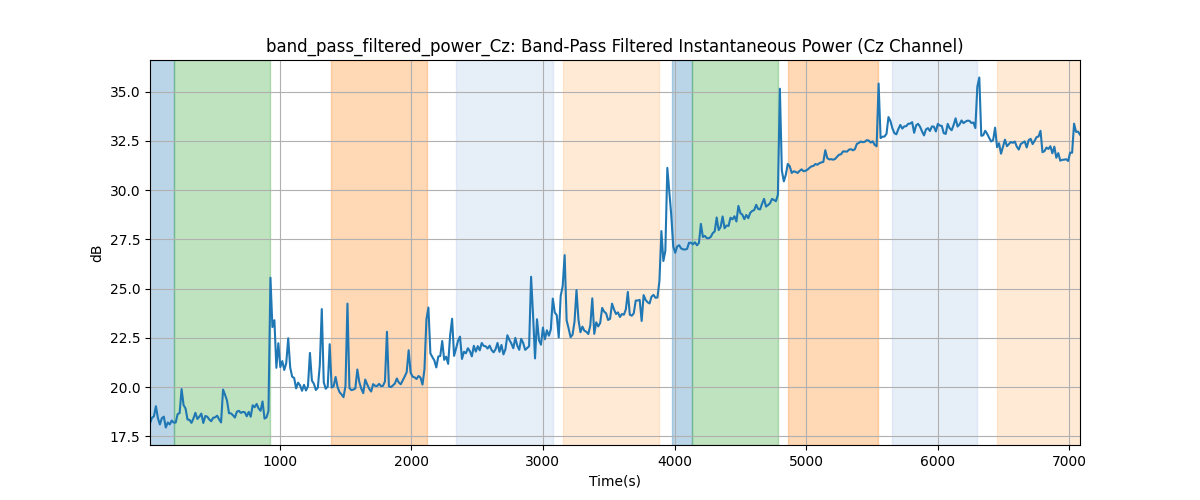 band_pass_filtered_power_Cz: Band-Pass Filtered Instantaneous Power (Cz Channel)
35.0
32.5
30.0
27.5
25.0
22.5
20.0
17.5
dB
1000 2000 3000 4000 5000 6000 7000
Time(s)